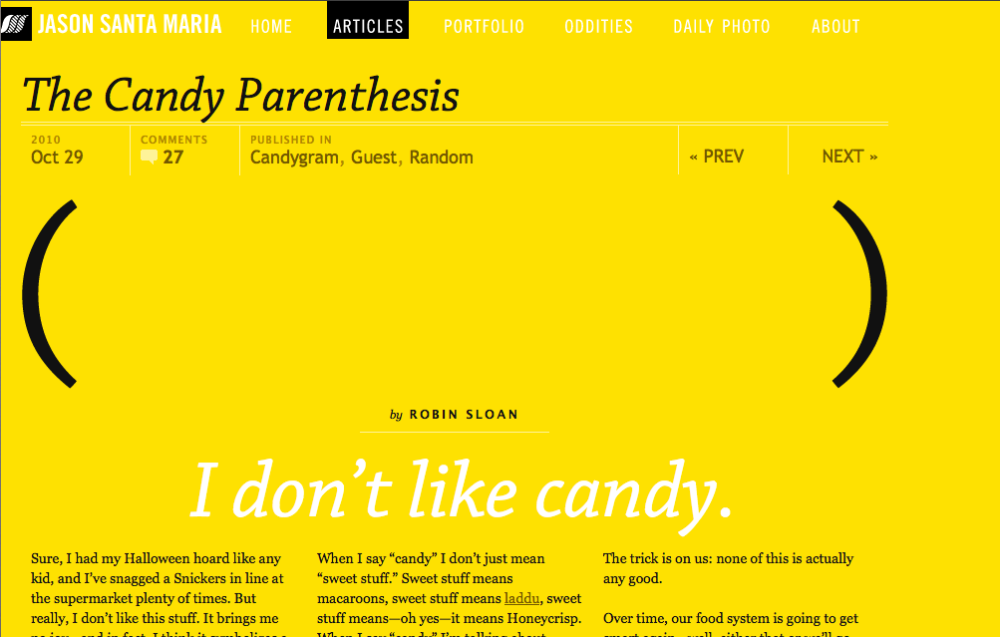 JASON SANTA MARIA HOME ARTICLES PORTFOLIO ODDITIES DAILY PHOTO ABOUT
The Candy Parenthesis
2010 COMMENTS PUBLISHED IN
Oct 29 27 Candygram, Guest, Random « PREV NEXT »
( )
by ROBIN SLOAN
I don’t like candy.
Sure, I had my Halloween hoard like any
kid, and I’ve snagged a Snickers in line at
the supermarket plenty of times. But
really, I don’t like this stuff. It brings me
When I say “candy” I don’t just mean
“sweet stuff.” Sweet stuff means
macaroons, sweet stuff means laddu, sweet
stuff means—oh yes—it means Honeycrisp.
When I say “candy” I’m talking about
The trick is on us: none of this is actually
any good.
Over time, our food system is going to get